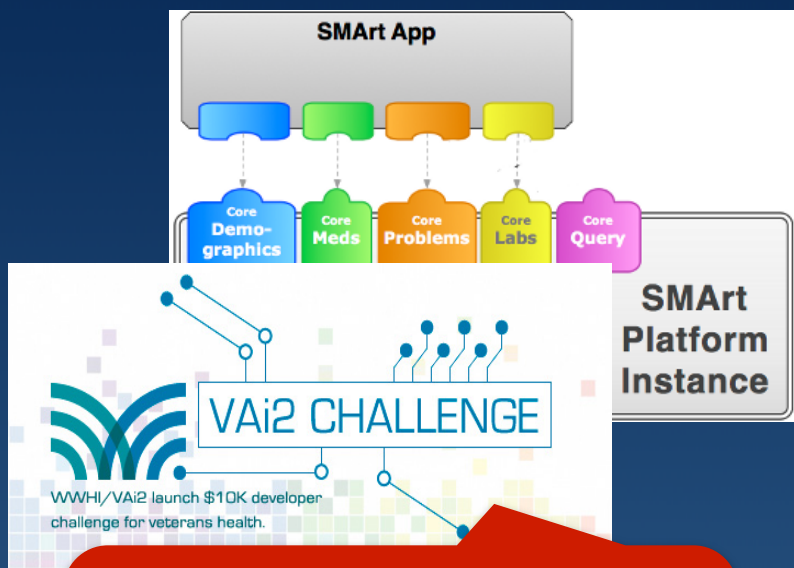 SMArt App
Core
Demo-
graphics
Core
Meds
Core
Problems
Core
Labs
Core
Query
SMArt
Platform
Instance
VAi2 CHALLENGE
WWHI/VAi2 launch $10K developer
challenge for veterans health.